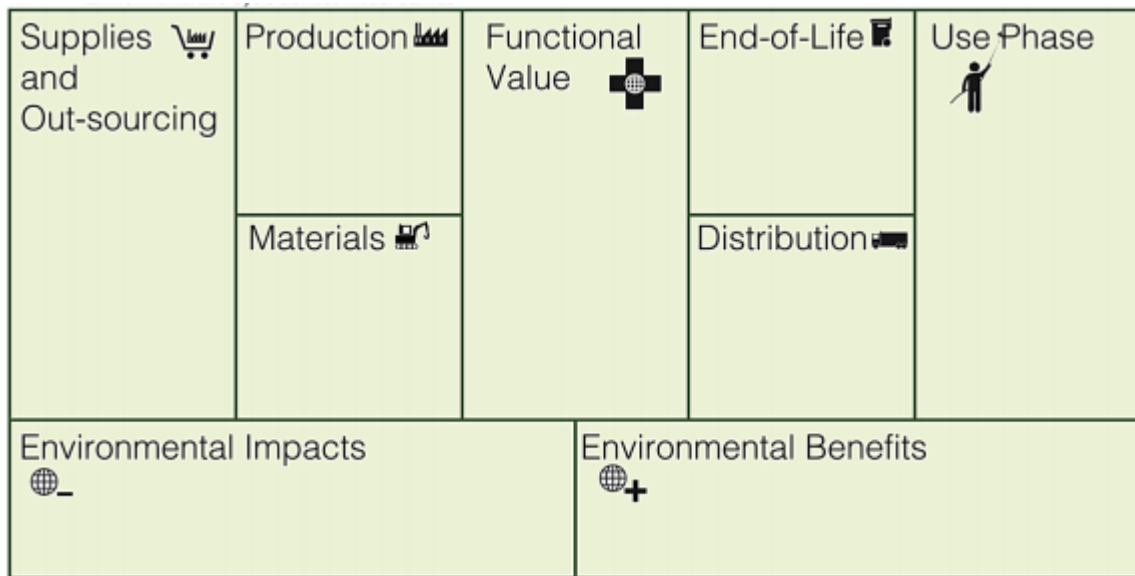 Supplies
and
Out-sourcing
Production
Materials
Functional
Value
End-of-Life
Distribution
Use Phase
Environmental Impacts
Environmental Benefits